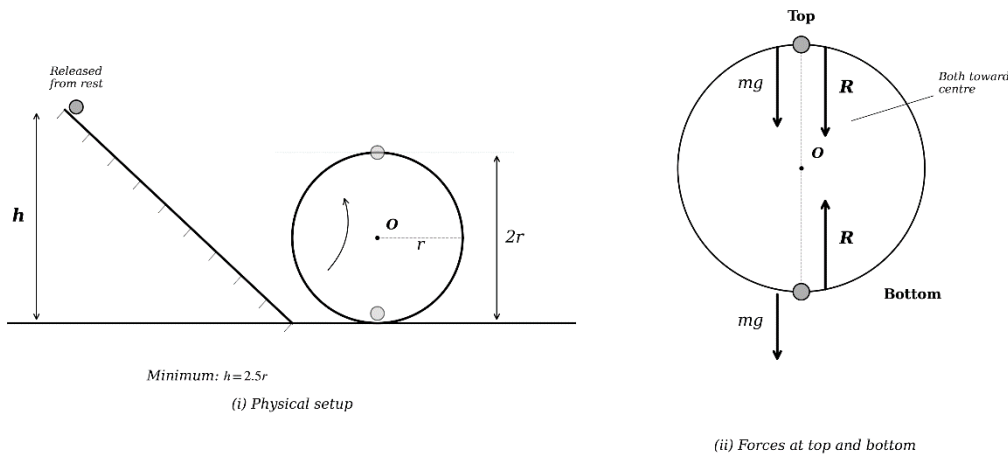 Released
from rest
h
O
r
2r
Minimum: h = 2.5r
(i) Physical setup
Top
mg
R
Both toward
centre
O
R
Bottom
mg
(ii) Forces at top and bottom